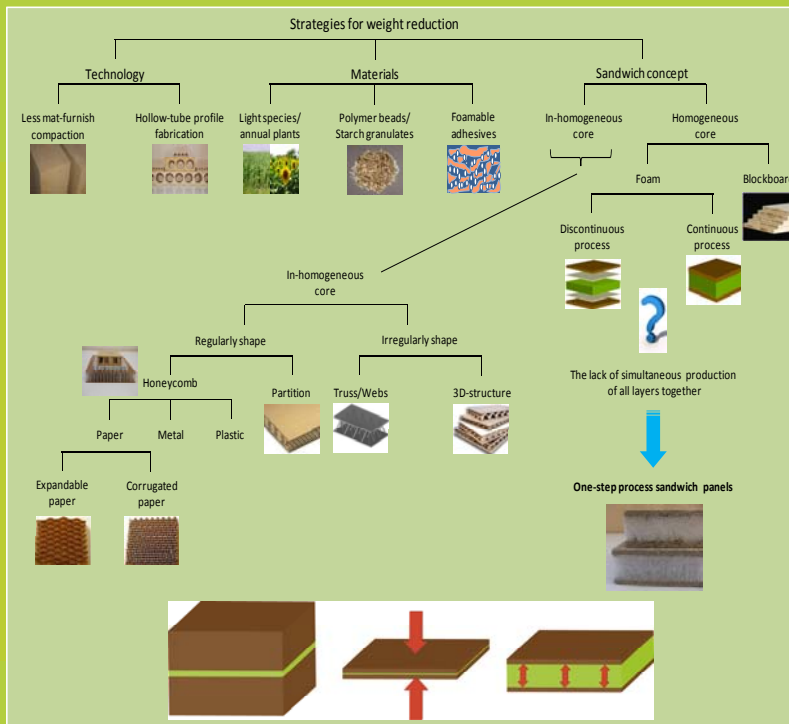 Strategies for weight reduction
Technology
Materials
Sandwich concept
Less mat-furnish
compaction
Hollow-tube profile
fabrication
Light species/
annual plants
Polymer beads/
Starch granulates
Foamable
adhesives
In-homogeneous
core
Homogeneous
core
Foam
Blockboard
Discontinuous
process
Continuous
process
In-homogeneous
core
Regularly shape
Irregularly shape
Honeycomb
Partition
Truss/Webs
3D-structure
The lack of simultaneous production
of all layers together
Paper
Metal
Plastic
Expandable
paper
Corrugated
paper
One-step process sandwich panels